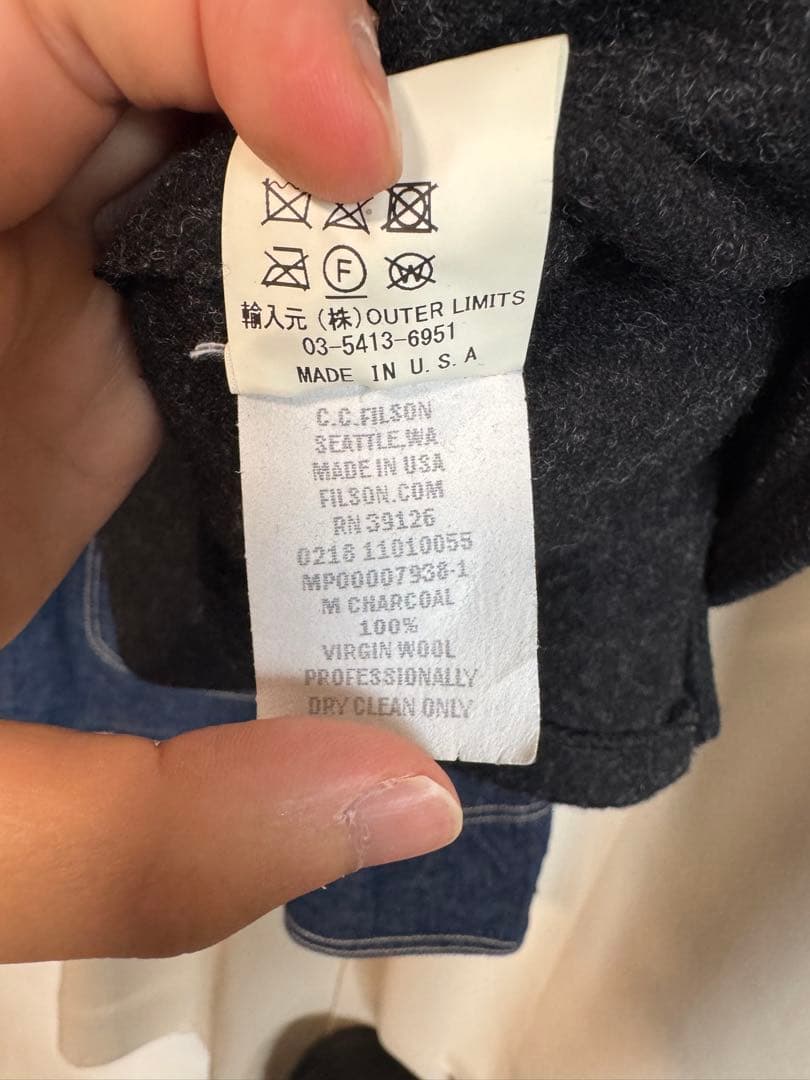 F
W
輸入元 (株)OUTER LIMITS
03-5413-6951
MADE IN U.S.A
C.C.FILSON
SEATTLE,WA
MADE IN USA
FILSON.COM
RN 39126
0218 11010055
MP00007938-1
M CHARCOAL
100%
VIRGIN WOOL
PROFESSIONALLY
DRY CLEAN ONLY